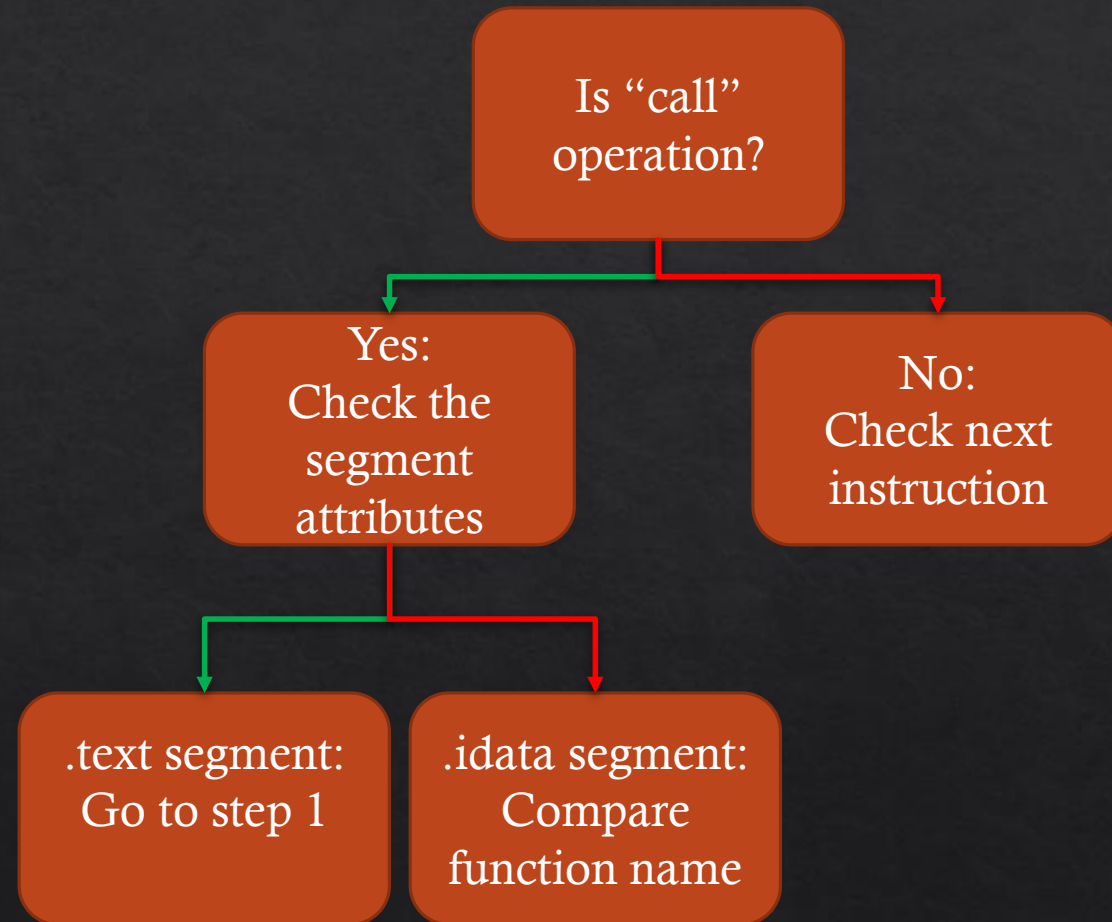 Is “call”
operation?
Yes:
Check the
segment
attributes
No:
Check next
instruction
.text segment:
Go to step 1
.idata segment:
Compare
function name